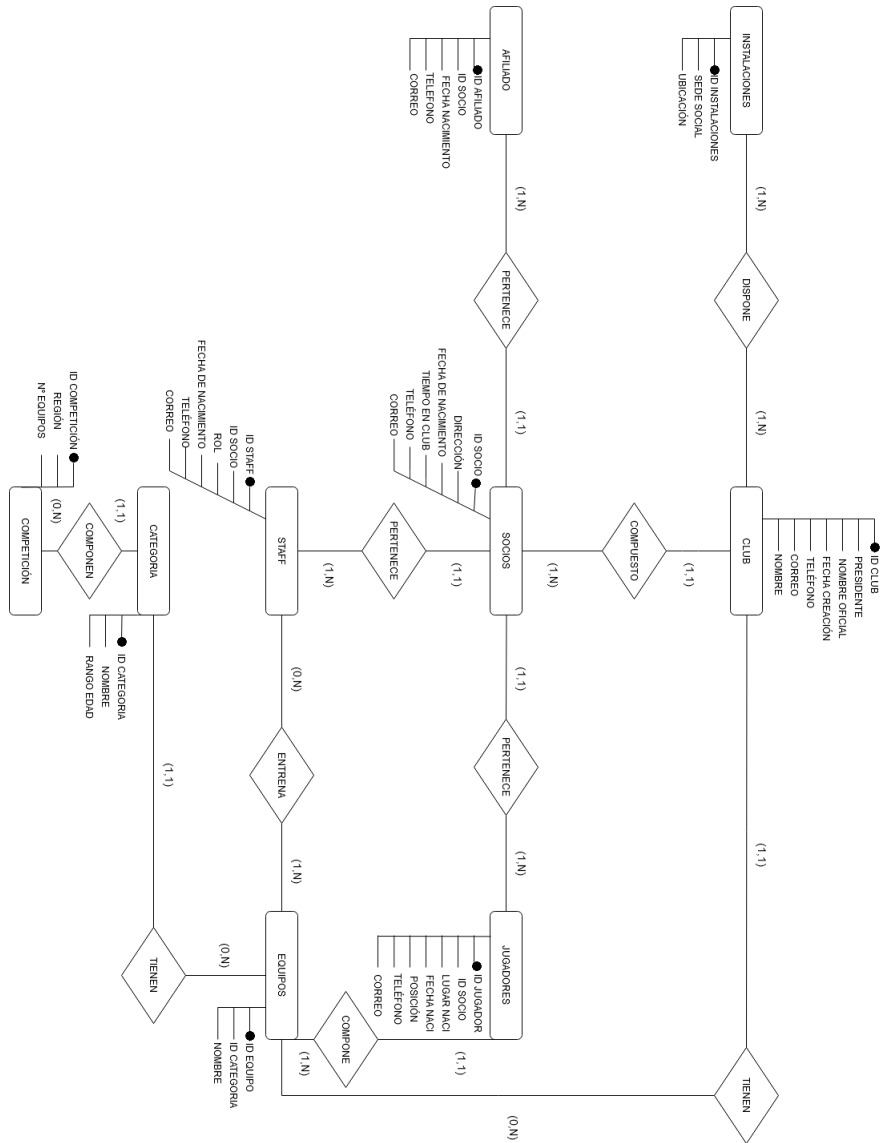 INSTALACIONES
ID INSTALACIONES
SEDE SOCIAL
UBICACIÓN
(1,N)
DISPONE
(1,N)
CLUB
ID CLUB
PRESIDENTE
NOMBRE OFICIAL
FECHA CREACIÓN
TELÉFONO
CORREO
NOMBRE
(1,1)
TIENEN
(0,N)
(1,1)
COMPUESTO
(1,N)
AFILIADO
ID AFILIADO
ID SOCIO
FECHA NACIMIENTO
TELEFONO
CORREO
(1,N)
PERTENECE
(1,1)
SOCIOS
ID SOCIO
DIRECCIÓN
FECHA DE NACIMIENTO
TIEMPO EN CLUB
TELÉFONO
CORREO
(1,1)
PERTENECE
(1,N)
JUGADORES
ID JUGADOR
ID SOCIO
LUGAR NACI
FECHA NACI
POSICIÓN
TELÉFONO
CORREO
(1,1)
PERTENECE
(1,N)
(1,1)
COMPONE
(1,N)
STAFF
ID STAFF
ID SOCIO
ROL
FECHA DE NACIMIENTO
TELÉFONO
CORREO
(0,N)
ENTRENA
(1,N)
EQUIPOS
ID EQUIPO
ID CATEGORIA
NOMBRE
(0,N)
TIENEN
(1,1)
CATEGORIA
ID CATEGORIA
NOMBRE
RANGO EDAD
(1,1)
COMPONEN
(0,N)
COMPETICIÓN
ID COMPETICIÓN
REGIÓN
Nº EQUIPOS